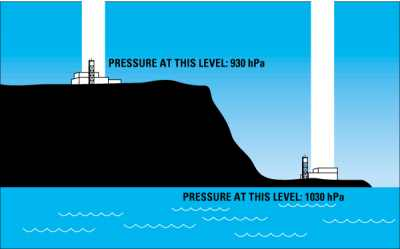 PRESSURE AT THIS LEVEL: 930 hPa
PRESSURE AT THIS LEVEL: 1030 hPa